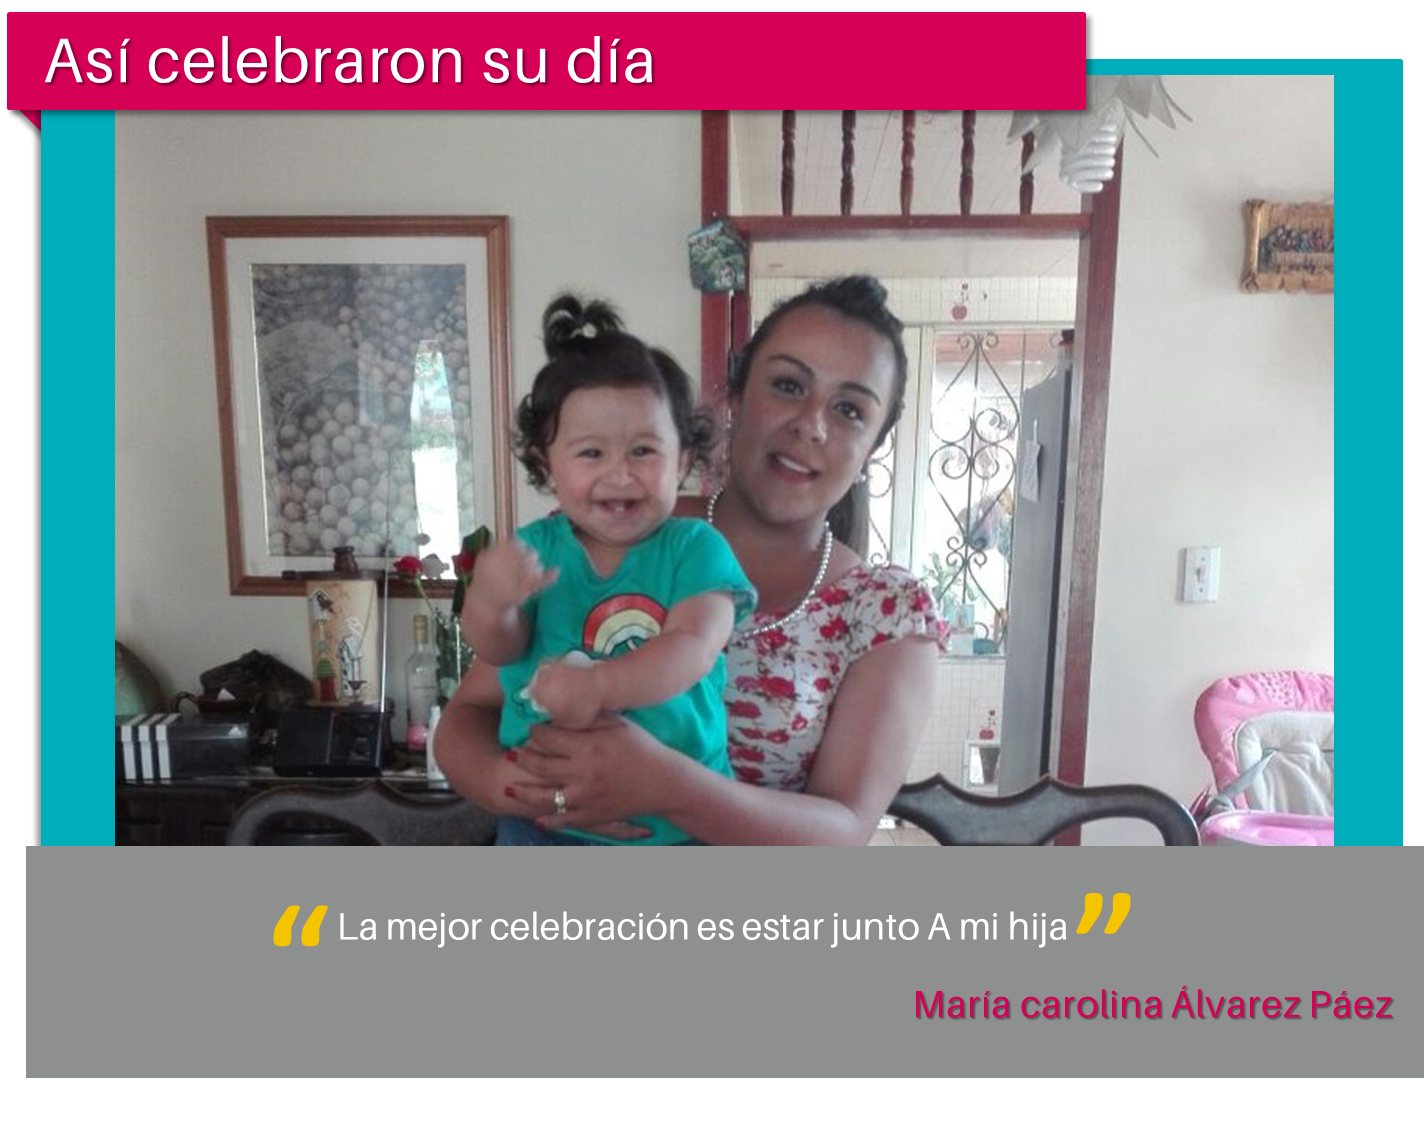 Así celebraron su día
“ La mejor celebración es estar junto A mi hija ”
María carolina Álvarez Páez